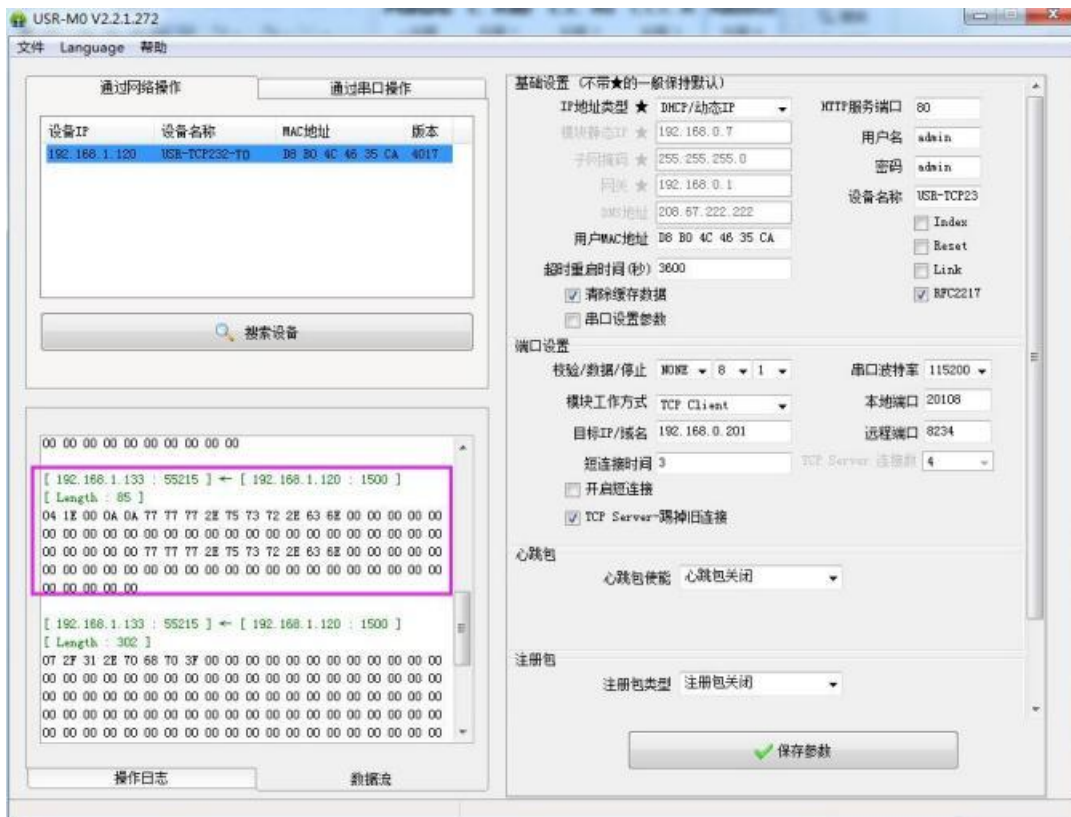 USR-M0 V2.2.1.272
文件 Language 帮助
通过网络操作 通过串口操作
设备IP 设备名称 MAC地址 版本
192.168.1.120 USR-TCP232-T0 D8 B0 4C 46 35 CA 4017
搜索设备
00 00 00 00 00 00 00 00 00 00
[ 192.168.1.133 : 55215 ] ← [ 192.168.1.120 : 1500 ]
[ Length : 85 ]
04 1E 00 0A 0A 77 77 77 2E 75 73 72 2E 63 6E 00 00 00 00 00
00 00 00 00 00 00 00 00 00 00 00 00 00 00 00 00 00 00 00 00
00 00 00 00 00 77 77 77 2E 75 73 72 2E 63 6E 00 00 00 00 00
00 00 00 00 00 00 00 00 00 00 00 00 00 00 00 00 00 00 00 00
00 00 00 00 00
[ 192.168.1.133 : 55215 ] ← [ 192.168.1.120 : 1500 ]
[ Length : 302 ]
07 2F 31 2E 70 68 70 3F 00 00 00 00 00 00 00 00 00 00 00 00
00 00 00 00 00 00 00 00 00 00 00 00 00 00 00 00 00 00 00 00
00 00 00 00 00 00 00 00 00 00 00 00 00 00 00 00 00 00 00 00
00 00 00 00 00 00 00 00 00 00 00 00 00 00 00 00 00 00 00 00
00 00 00 00 00 00 00 00 00 00 00 00 00 00 00 00 00 00 00 00
操作日志 数据流
基础设置 (不带★的一般保持默认)
IP地址类型 ★ DHCP/动态IP
模块静态IP ★ 192.168.0.7
子网掩码 ★ 255.255.255.0
网关 ★ 192.168.0.1
DNS地址 208.67.222.222
用户MAC地址 D8 B0 4C 46 35 CA
超时重启时间(秒) 3600
清除缓存数据
串口设置参数
HTTP服务端口 80
用户名 admin
密码 admin
设备名称 USR-TCP23
Index
Reset
Link
RFC2217
端口设置
校验/数据/停止 NONE 8 1 串口波特率 115200
模块工作方式 TCP Client 本地端口 20108
目标IP/域名 192.168.0.201 远程端口 8234
短连接时间 3 TCP Server 连接数 4
开启短连接
TCP Server-踢掉旧连接
心跳包
心跳包使能 心跳包关闭
注册包
注册包类型 注册包关闭
保存参数